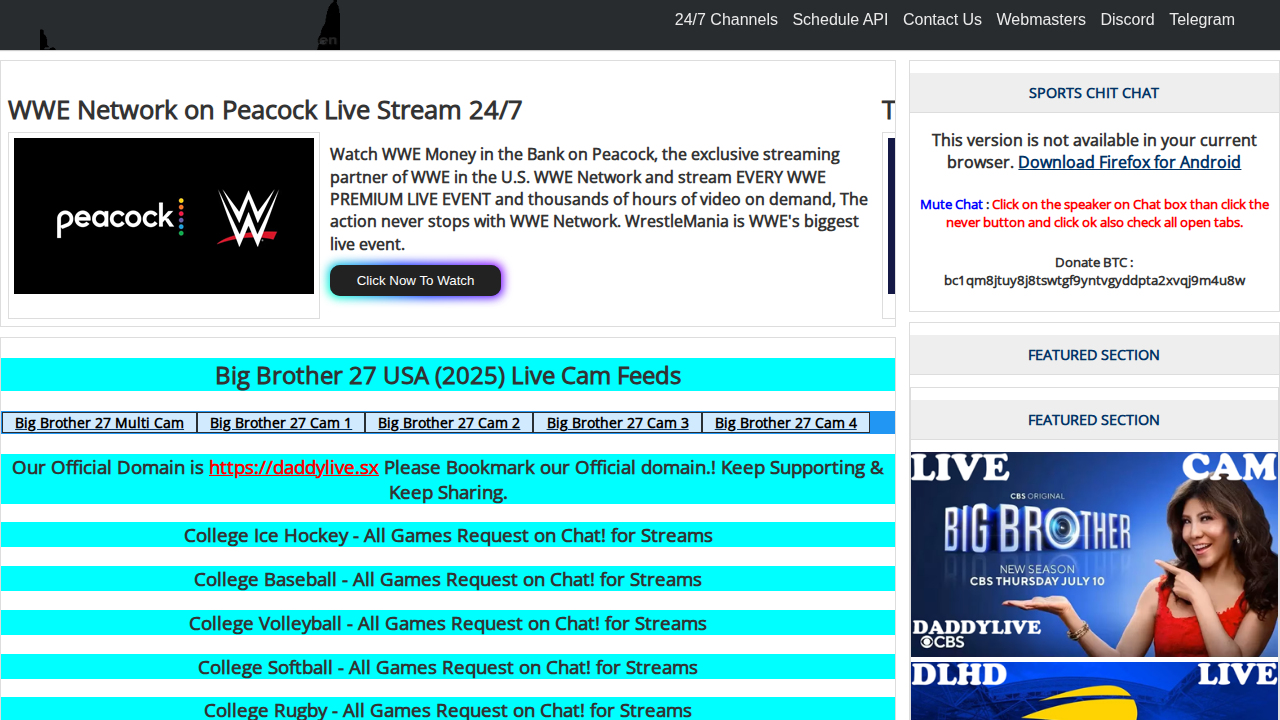 24/7 Channels Schedule API Contact Us Webmasters Discord Telegram
WWE Network on Peacock Live Stream 24/7
peacock
Watch WWE Money in the Bank on Peacock, the exclusive streaming
partner of WWE in the U.S. WWE Network and stream EVERY WWE
PREMIUM LIVE EVENT and thousands of hours of video on demand, The
action never stops with WWE Network. WrestleMania is WWE's biggest
live event.
Click Now To Watch
Big Brother 27 USA (2025) Live Cam Feeds
Big Brother 27 Multi Cam Big Brother 27 Cam 1 Big Brother 27 Cam 2 Big Brother 27 Cam 3 Big Brother 27 Cam 4
Our Official Domain is https://daddylive.sx Please Bookmark our Official domain.! Keep Supporting &
Keep Sharing.
College Ice Hockey - All Games Request on Chat! for Streams
College Baseball - All Games Request on Chat! for Streams
College Volleyball - All Games Request on Chat! for Streams
College Softball - All Games Request on Chat! for Streams
College Rugby - All Games Request on Chat! for Streams
SPORTS CHIT CHAT
This version is not available in your current
browser. Download Firefox for Android
Mute Chat : Click on the speaker on Chat box than click the
never button and click ok also check all open tabs.
Donate BTC :
bc1qm8jtuy8j8tswtgf9yntvgyddpta2xvqj9m4u8w
FEATURED SECTION
FEATURED SECTION
LIVE CAM
CBS ORIGINAL
BIG BROTHER
NEW SEASON
CBS THURSDAY JULY 10
DADDYLIVE
CBS
DLHD LIVE